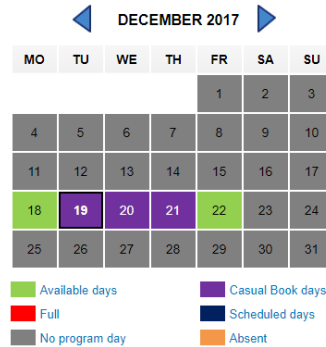 DECEMBER 2017
MO TU WE TH FR SA SU
1 2 3
4 5 6 7 8 9 10
11 12 13 14 15 16 17
18 19 20 21 22 23 24
25 26 27 28 29 30 31
Available days Casual Book days
Full Scheduled days
No program day Absent